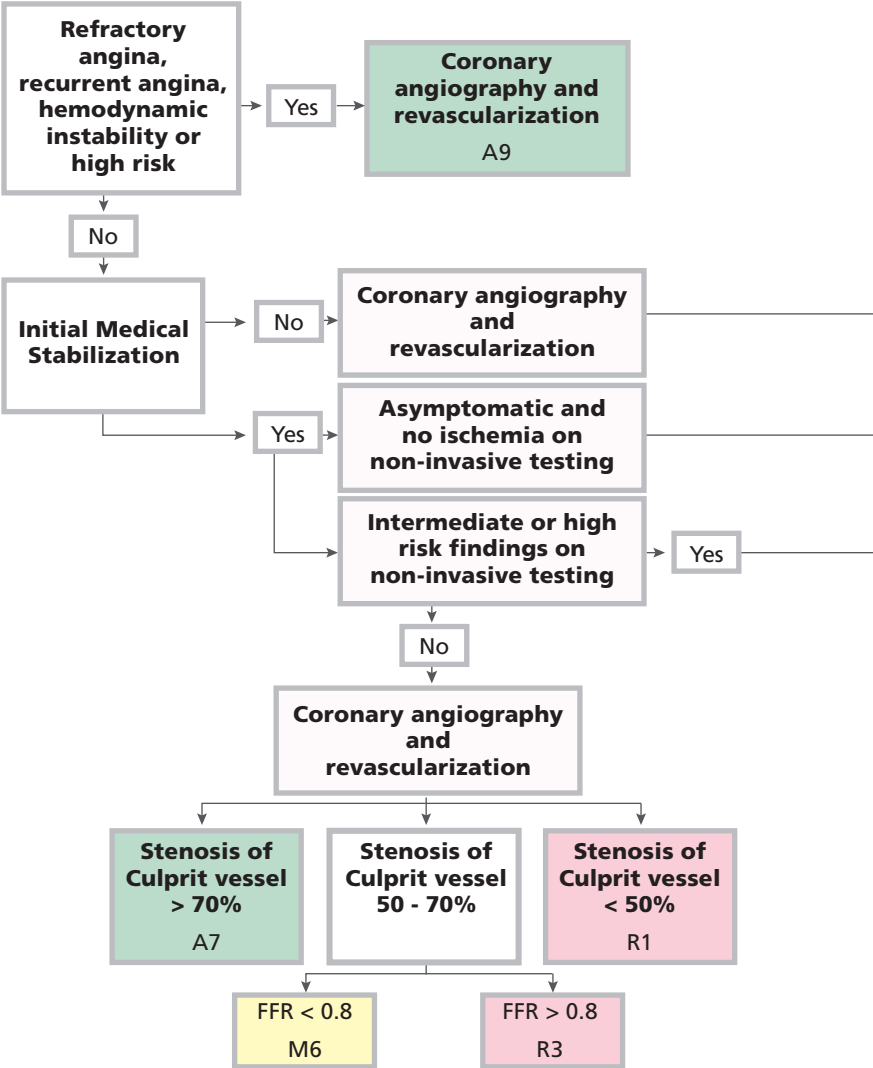 Refractory
angina,
recurrent angina,
hemodynamic
instability or
high risk
Yes
Coronary
angiography and
revascularization
A9
No
Initial Medical
Stabilization
No
Coronary angiography
and
revascularization
Yes
Asymptomatic and
no ischemia on
non-invasive testing
Intermediate or high
risk findings on
non-invasive testing
Yes
No
Coronary angiography
and
revascularization
Stenosis of
Culprit vessel
> 70%
A7
Stenosis of
Culprit vessel
50 - 70%
Stenosis of
Culprit vessel
< 50%
R1
FFR < 0.8
M6
FFR > 0.8
R3